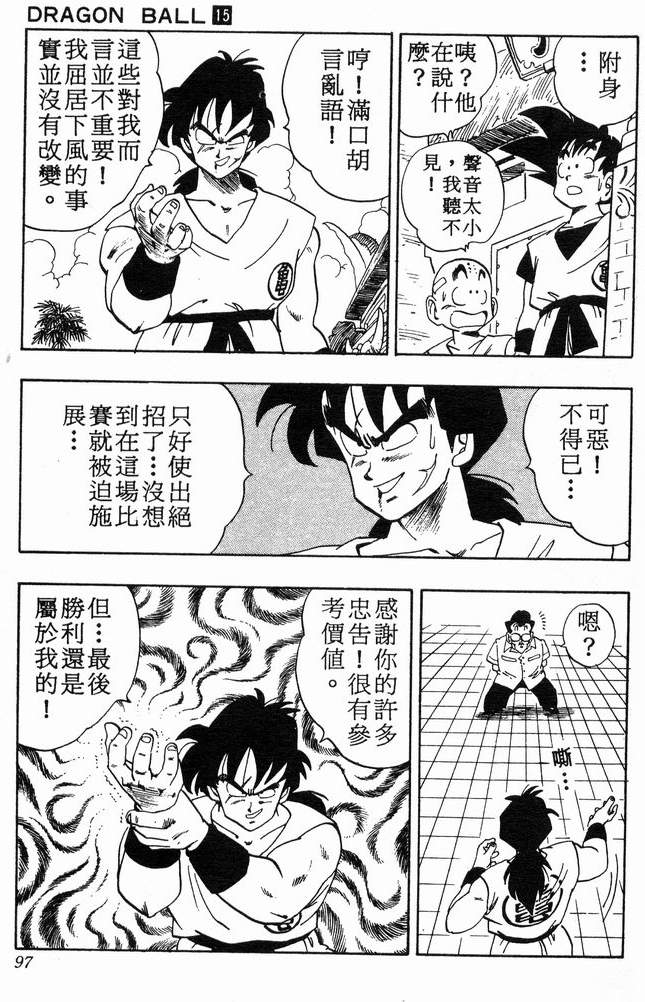 DRAGON BALL 15
附身
…
咦？他
在說什
麼？
聲音太小
，我聽不
見！
哼！滿口胡
言亂語！
這些對我而
言並不重要！
我屈居下風的事
實並沒有改變。
龜
可惡！
不得已…
只好使出絕
招了…沒想
到在這場比
賽就被迫施
展…
嗯？
嘶…
感謝你的許多
忠告！很有參
考價值。
但…最後
勝利還是
屬於我的！
97